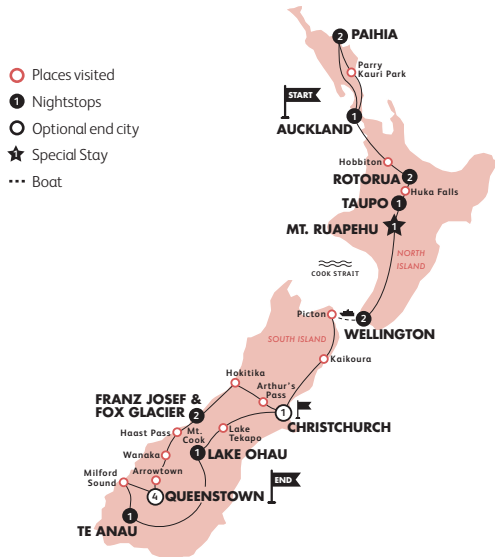 Places visited
1 Nightstops
Optional end city
1 Special Stay
Boat
2 PAIHIA
Parry
Kauri Park
START
1
AUCKLAND
Hobbiton
ROTORUA 2
Huka Falls
TAUPO 1
MT. RUAPEHU 1
NORTH
ISLAND
COOK STRAIT
Picton
2
WELLINGTON
SOUTH ISLAND
Kaikoura
Hokitika
Arthur's
Pass
FRANZ JOSEF &
FOX GLACIER 2
1
CHRISTCHURCH
Haast Pass
Mt.
Cook
Lake
Tekapo
Wanaka
1 LAKE OHAU
Arrowtown
Milford
Sound
4 QUEENSTOWN
END
1
TE ANAU